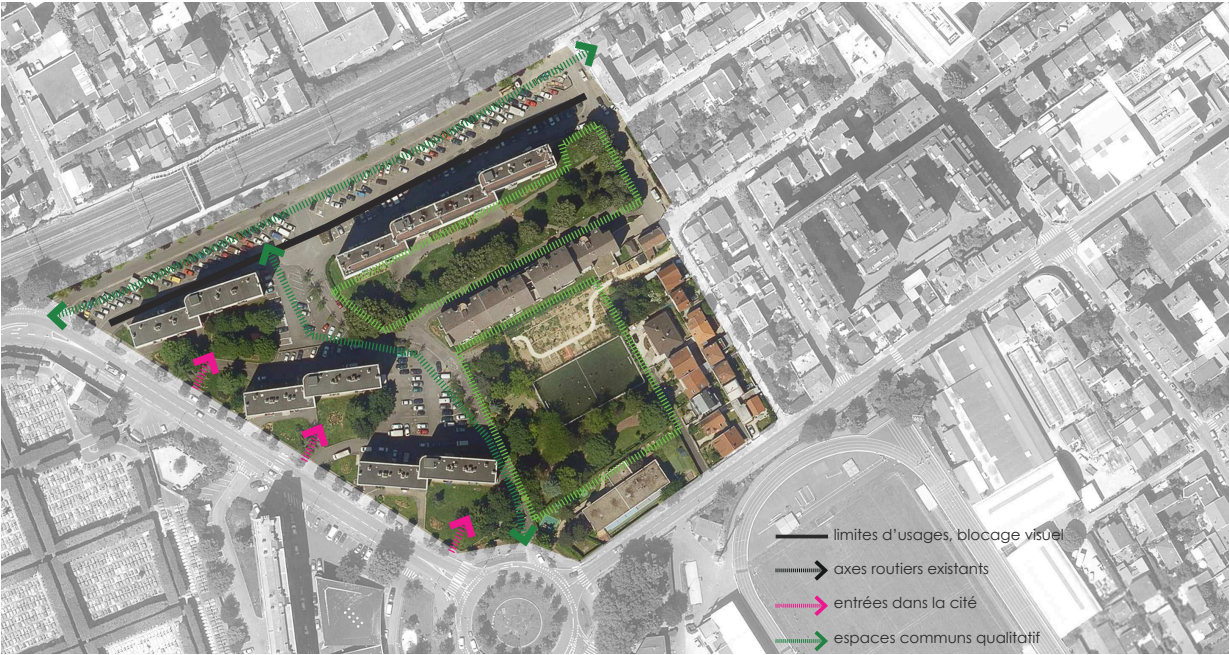 limites d'usages, blocage visuel
axes routiers existants
entrées dans la cité
espaces communs qualitatif